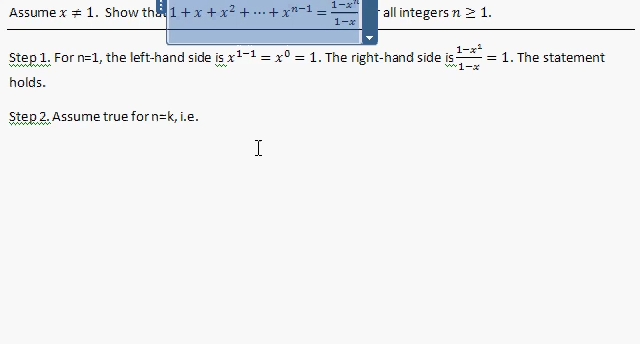 Assume x ≠ 1. Show that 1 + x + x² + ⋯ + xⁿ⁻¹ = (1−xⁿ)/(1−x) all integers n ≥ 1.
Step 1. For n=1, the left-hand side is x¹⁻¹ = x⁰ = 1. The right-hand side is (1−x¹)/(1−x) = 1. The statement
holds.
Step 2. Assume true for n=k, i.e.